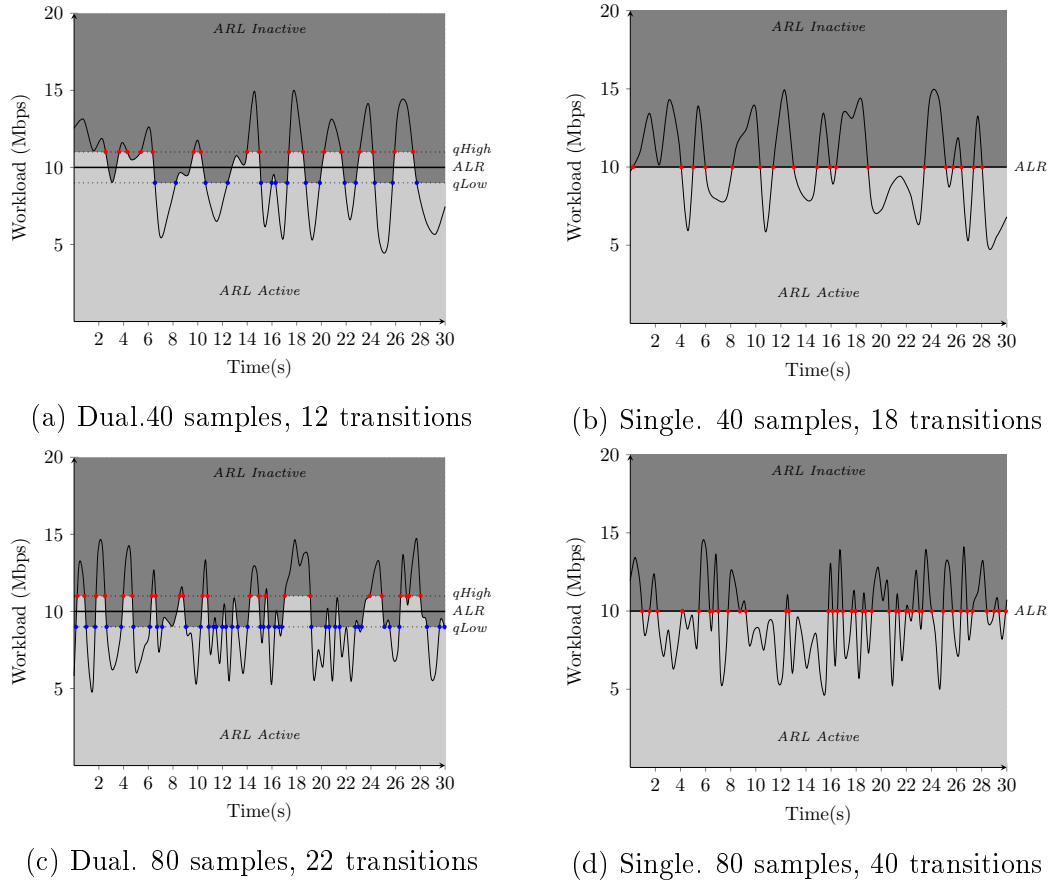 ARL Inactive
20
15
10
5
Workload (Mbps)
qHigh
ALR
qLow
ARL Active
2 4 6 8 10 12 14 16 18 20 22 24 26 28 30
Time(s)
(a) Dual.40 samples, 12 transitions
ARL Inactive
20
15
10
5
Workload (Mbps)
ALR
ARL Active
2 4 6 8 10 12 14 16 18 20 22 24 26 28 30
Time(s)
(b) Single. 40 samples, 18 transitions
ARL Inactive
20
15
10
5
Workload (Mbps)
qHigh
ALR
qLow
ARL Active
2 4 6 8 10 12 14 16 18 20 22 24 26 28 30
Time(s)
(c) Dual. 80 samples, 22 transitions
ARL Inactive
20
15
10
5
Workload (Mbps)
ALR
ARL Active
2 4 6 8 10 12 14 16 18 20 22 24 26 28 30
Time(s)
(d) Single. 80 samples, 40 transitions